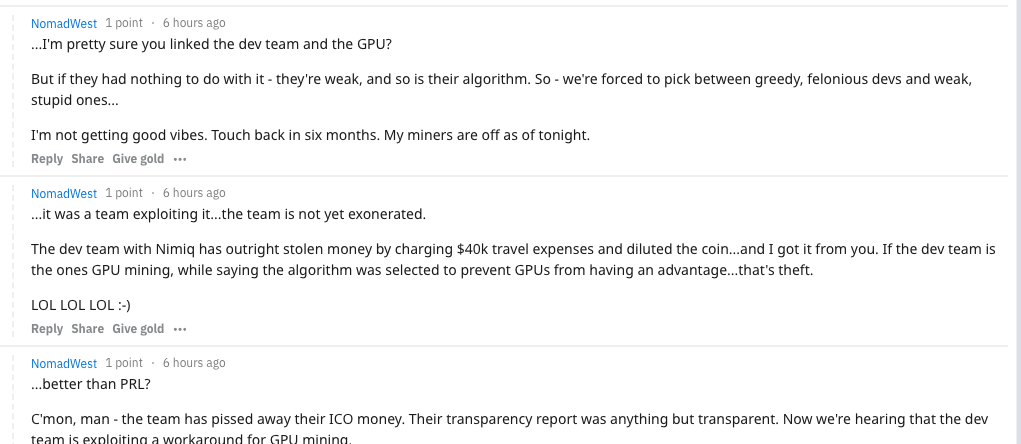 NomadWest 1 point · 6 hours ago
...I'm pretty sure you linked the dev team and the GPU?
But if they had nothing to do with it - they're weak, and so is their algorithm. So - we're forced to pick between greedy, felonious devs and weak,
stupid ones...
I'm not getting good vibes. Touch back in six months. My miners are off as of tonight.
Reply Share Give gold •••
NomadWest 1 point · 6 hours ago
...it was a team exploiting it...the team is not yet exonerated.
The dev team with Nimiq has outright stolen money by charging $40k travel expenses and diluted the coin...and I got it from you. If the dev team is
the ones GPU mining, while saying the algorithm was selected to prevent GPUs from having an advantage...that's theft.
LOL LOL LOL :-)
Reply Share Give gold •••
NomadWest 1 point · 6 hours ago
...better than PRL?
C'mon, man - the team has pissed away their ICO money. Their transparency report was anything but transparent. Now we're hearing that the dev
team is exploiting a workaround for GPU mining.